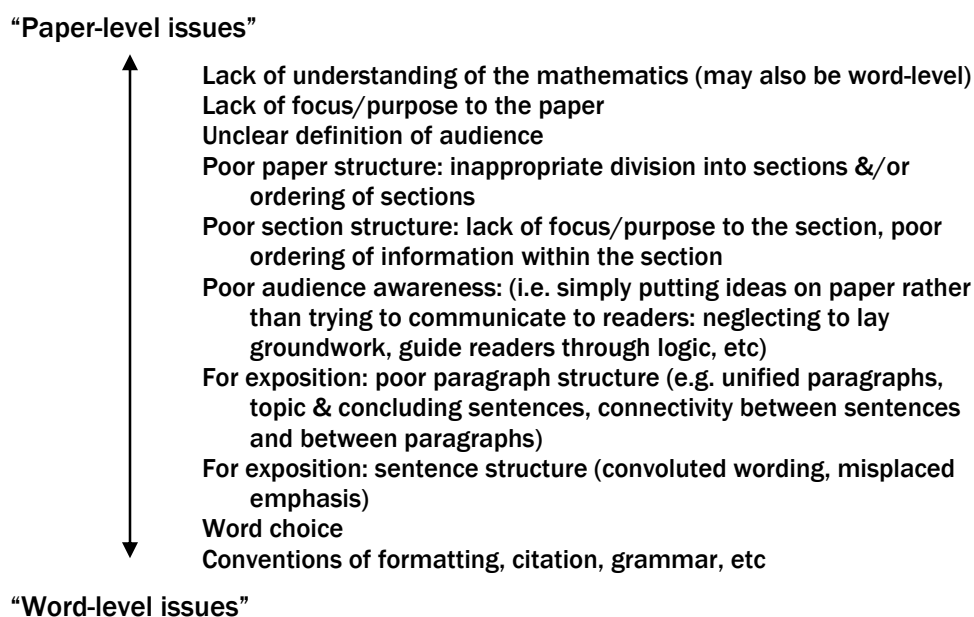 “Paper-level issues”
Lack of understanding of the mathematics (may also be word-level)
Lack of focus/purpose to the paper
Unclear definition of audience
Poor paper structure: inappropriate division into sections &/or
ordering of sections
Poor section structure: lack of focus/purpose to the section, poor
ordering of information within the section
Poor audience awareness: (i.e. simply putting ideas on paper rather
than trying to communicate to readers: neglecting to lay
groundwork, guide readers through logic, etc)
For exposition: poor paragraph structure (e.g. unified paragraphs,
topic & concluding sentences, connectivity between sentences
and between paragraphs)
For exposition: sentence structure (convoluted wording, misplaced
emphasis)
Word choice
Conventions of formatting, citation, grammar, etc
“Word-level issues”